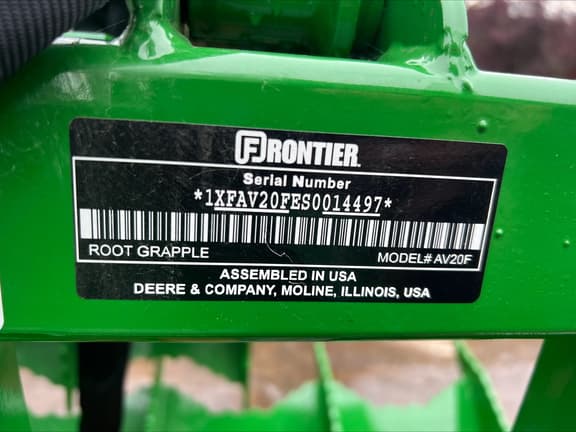 FRONTIER
Serial Number
*1XFAV20FES0014497*
ROOT GRAPPLE MODEL# AV20F
ASSEMBLED IN USA
DEERE & COMPANY, MOLINE, ILLINOIS, USA